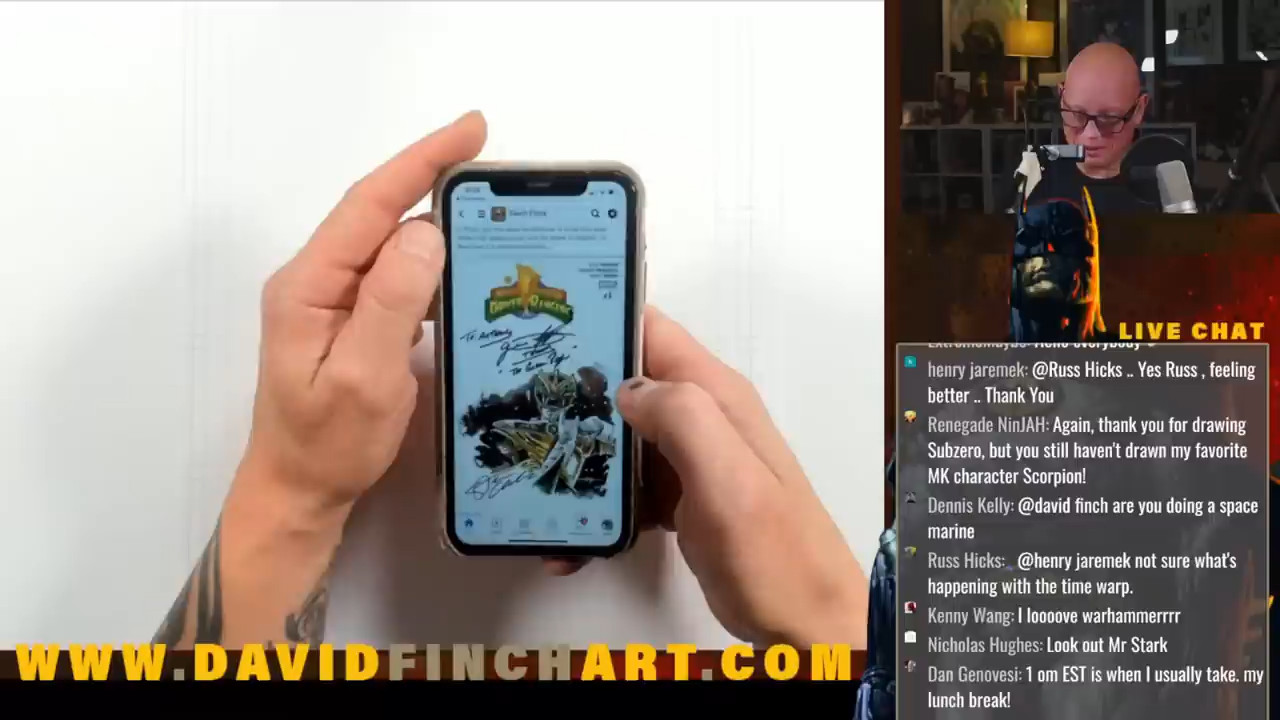 POWER RANGERS
WWW.DAVIDFINCHART.COM
LIVE CHAT
henry jaremek: @Russ Hicks .. Yes Russ , feeling
better .. Thank You
Renegade NinJAH: Again, thank you for drawing
Subzero, but you still haven't drawn my favorite
MK character Scorpion!
Dennis Kelly: @david finch are you doing a space
marine
Russ Hicks: @henry jaremek not sure what's
happening with the time warp.
Kenny Wang: I loooove warhammerrrr
Nicholas Hughes: Look out Mr Stark
Dan Genovesi: 1 om EST is when I usually take. my
lunch break!